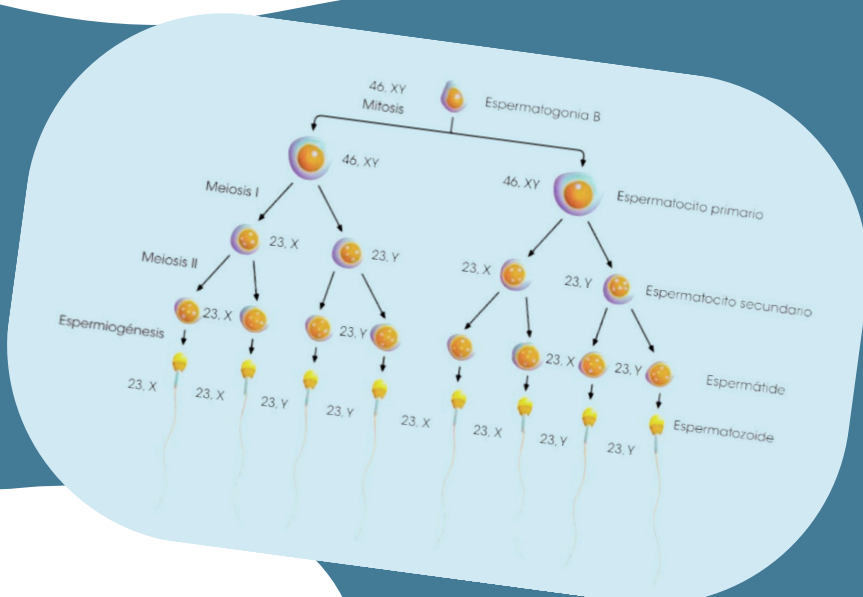 46, XY
Mitosis
Espermatogonia B
46, XY
46, XY
Espermatocito primario
Meiosis I
23, X
23, Y
23, X
23, Y
Espermatocito secundario
Meiosis II
23, X
23, Y
23, X
23, Y
Espermátide
Espermiogénesis
23, X
23, X
23, Y
23, Y
23, X
23, X
23, Y
23, Y
Espermatozoide